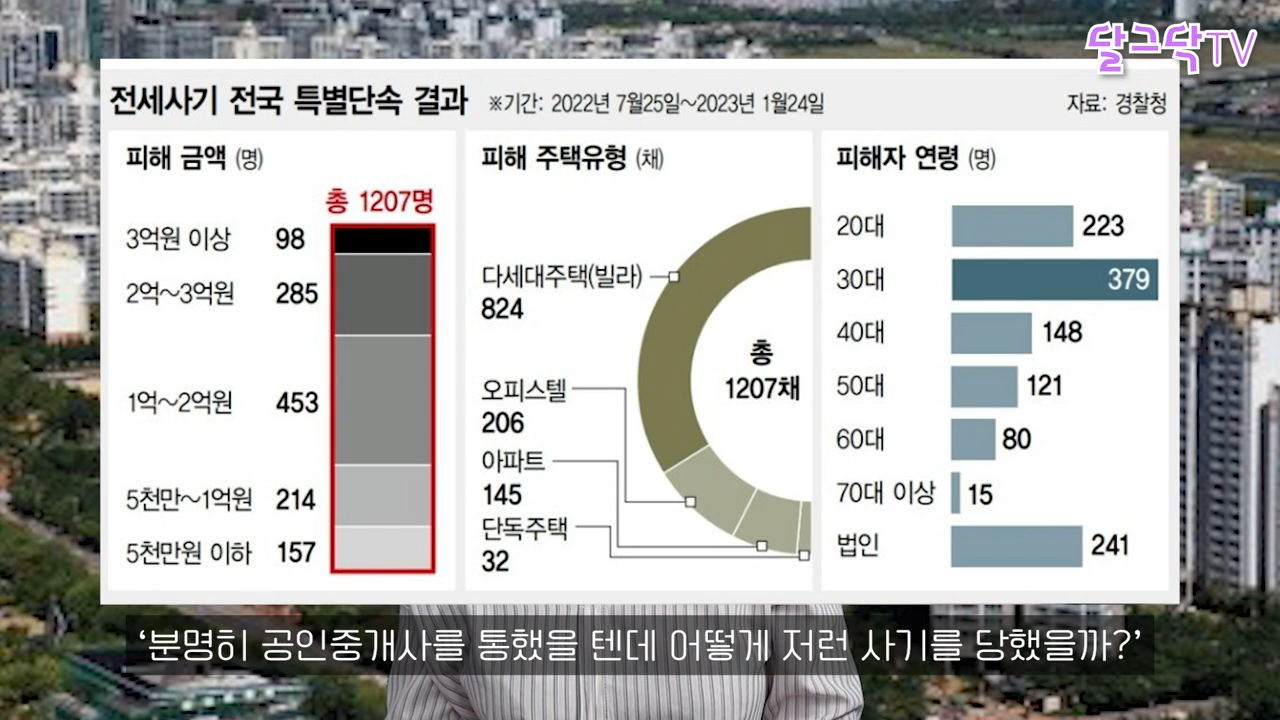 달그닥TV
전세사기 전국 특별단속 결과 ※기간: 2022년 7월25일~2023년 1월24일 자료: 경찰청
피해 금액 (명)
총 1207명
3억원 이상 98
2억~3억원 285
1억~2억원 453
5천만~1억원 214
5천만원 이하 157
피해 주택유형 (채)
다세대주택(빌라)
824
오피스텔
206
아파트
145
단독주택
32
총
1207채
피해자 연령 (명)
20대 223
30대 379
40대 148
50대 121
60대 80
70대 이상 15
법인 241
‘분명히 공인중개사를 통했을 텐데 어떻게 저런 사기를 당했을까?’